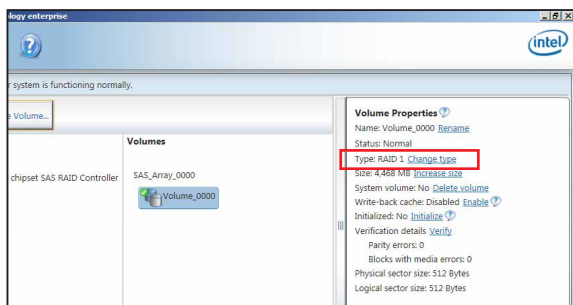 ology enterprise
intel
r system is functioning normally.
e Volume...
Volumes
chipset SAS RAID Controller
SAS_Array_0000
Volume_0000
Volume Properties
Name: Volume_0000 Rename
Status: Normal
Type: RAID 1 Change type
Size: 4,468 MB Increase size
System volume: No Delete volume
Write-back cache: Disabled Enable
Initialized: No Initialize
Verification details Verify
Parity errors: 0
Blocks with media errors: 0
Physical sector size: 512 Bytes
Logical sector size: 512 Bytes